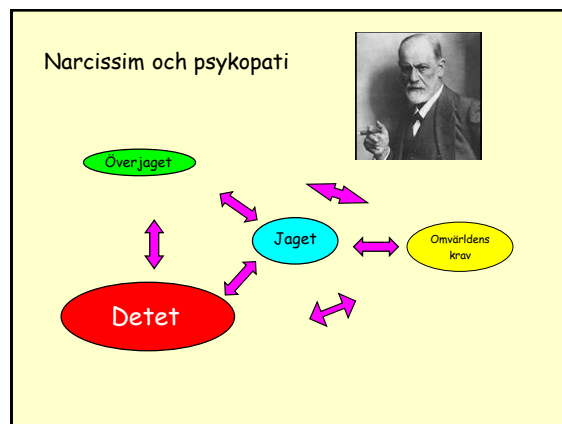 Narcissim och psykopati
Överjaget
Jaget
Omvärldens
krav
Detet